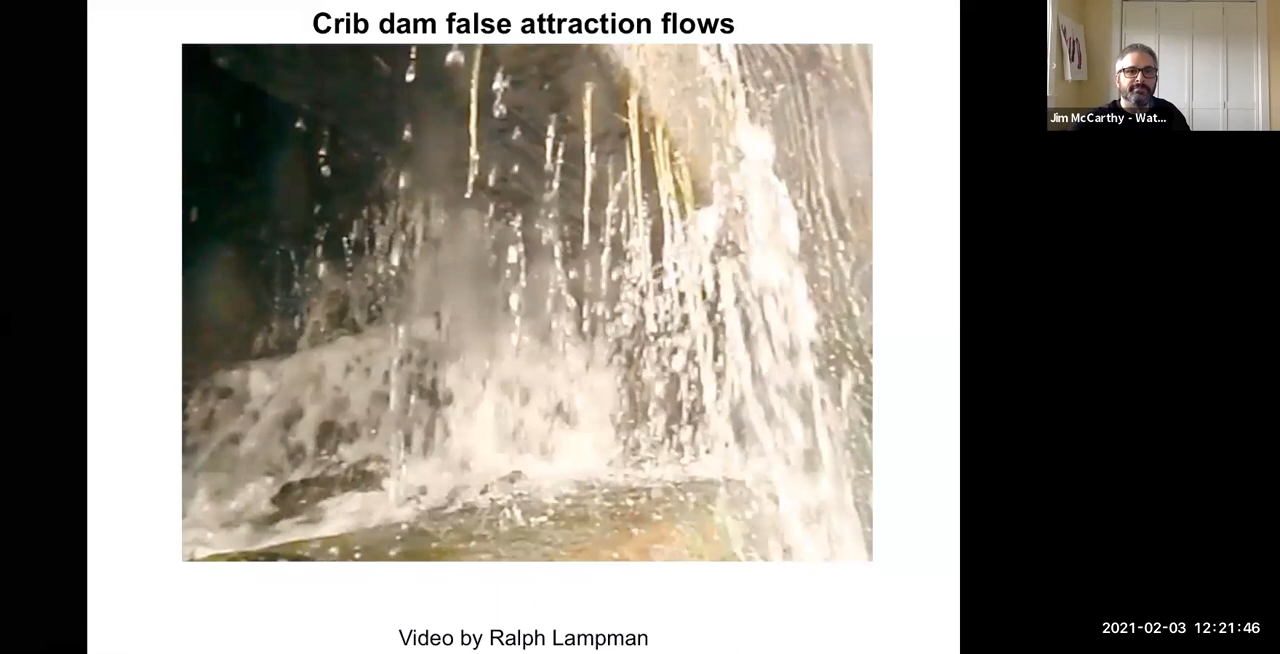 Crib dam false attraction flows
Jim McCarthy - Wat...
Video by Ralph Lampman
2021-02-03 12:21:46